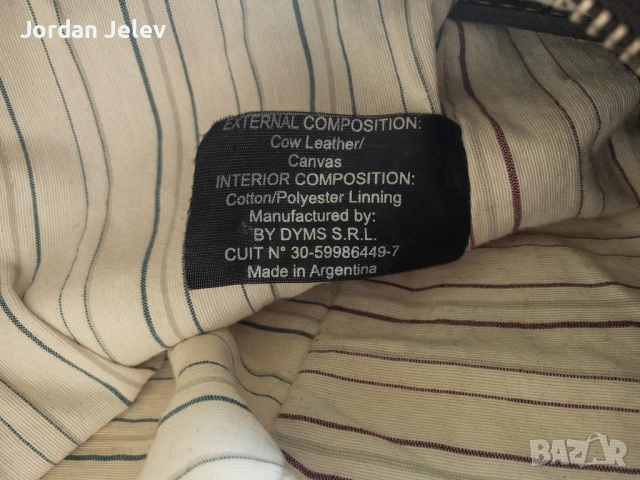 Jordan Jelev
EXTERNAL COMPOSITION:
Cow Leather/
Canvas
INTERIOR COMPOSITION:
Cotton/Polyester Linning
Manufactured by:
BY DYMS S.R.L.
CUIT N° 30-59986449-7
Made in Argentina
BAZAR